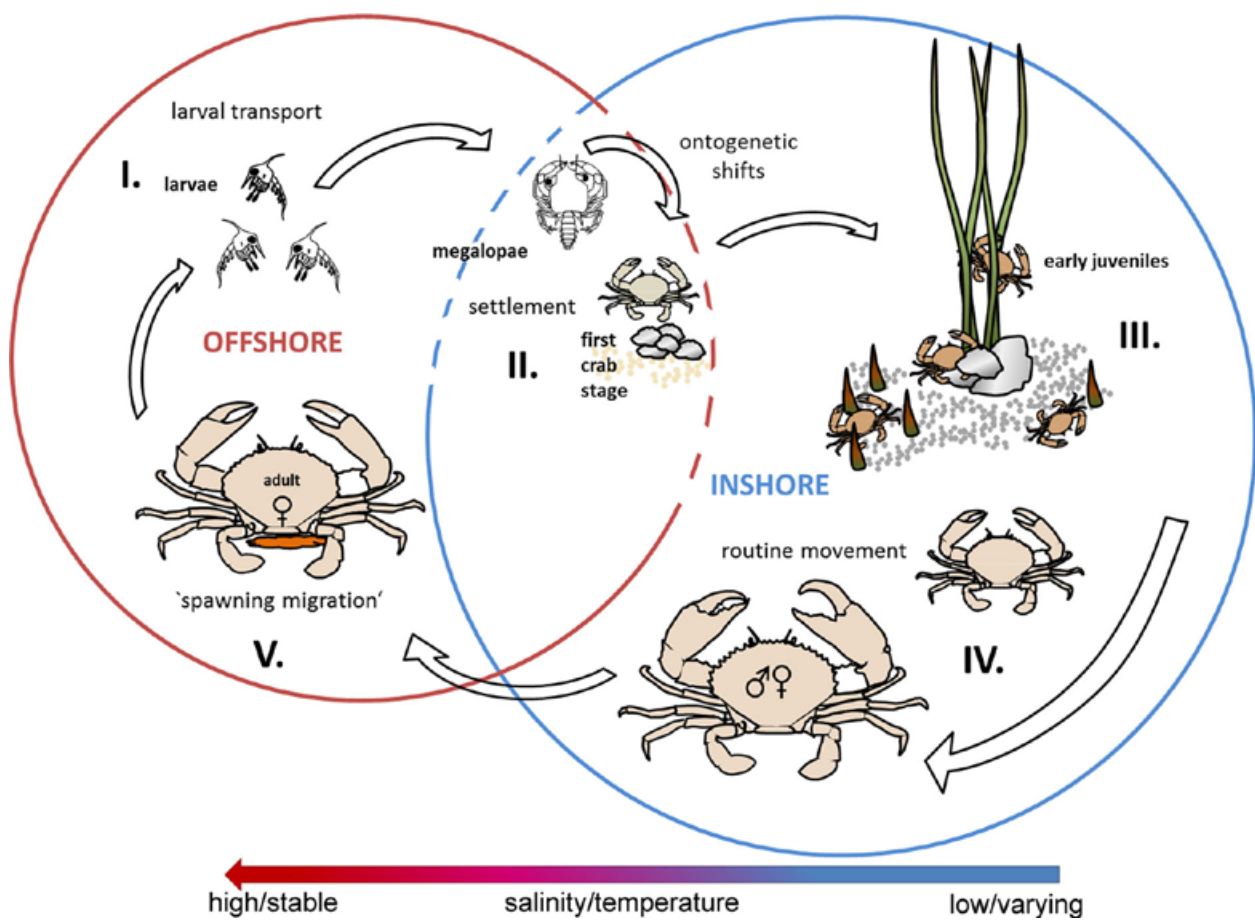 larval transport
I.
larvae
ontogenetic
shifts
megalopae
settlement
II.
first
crab
stage
early juveniles
III.
OFFSHORE
INSHORE
adult
♀
`spawning migration‘
V.
routine movement
IV.
♂♀
high/stable
salinity/temperature
low/varying